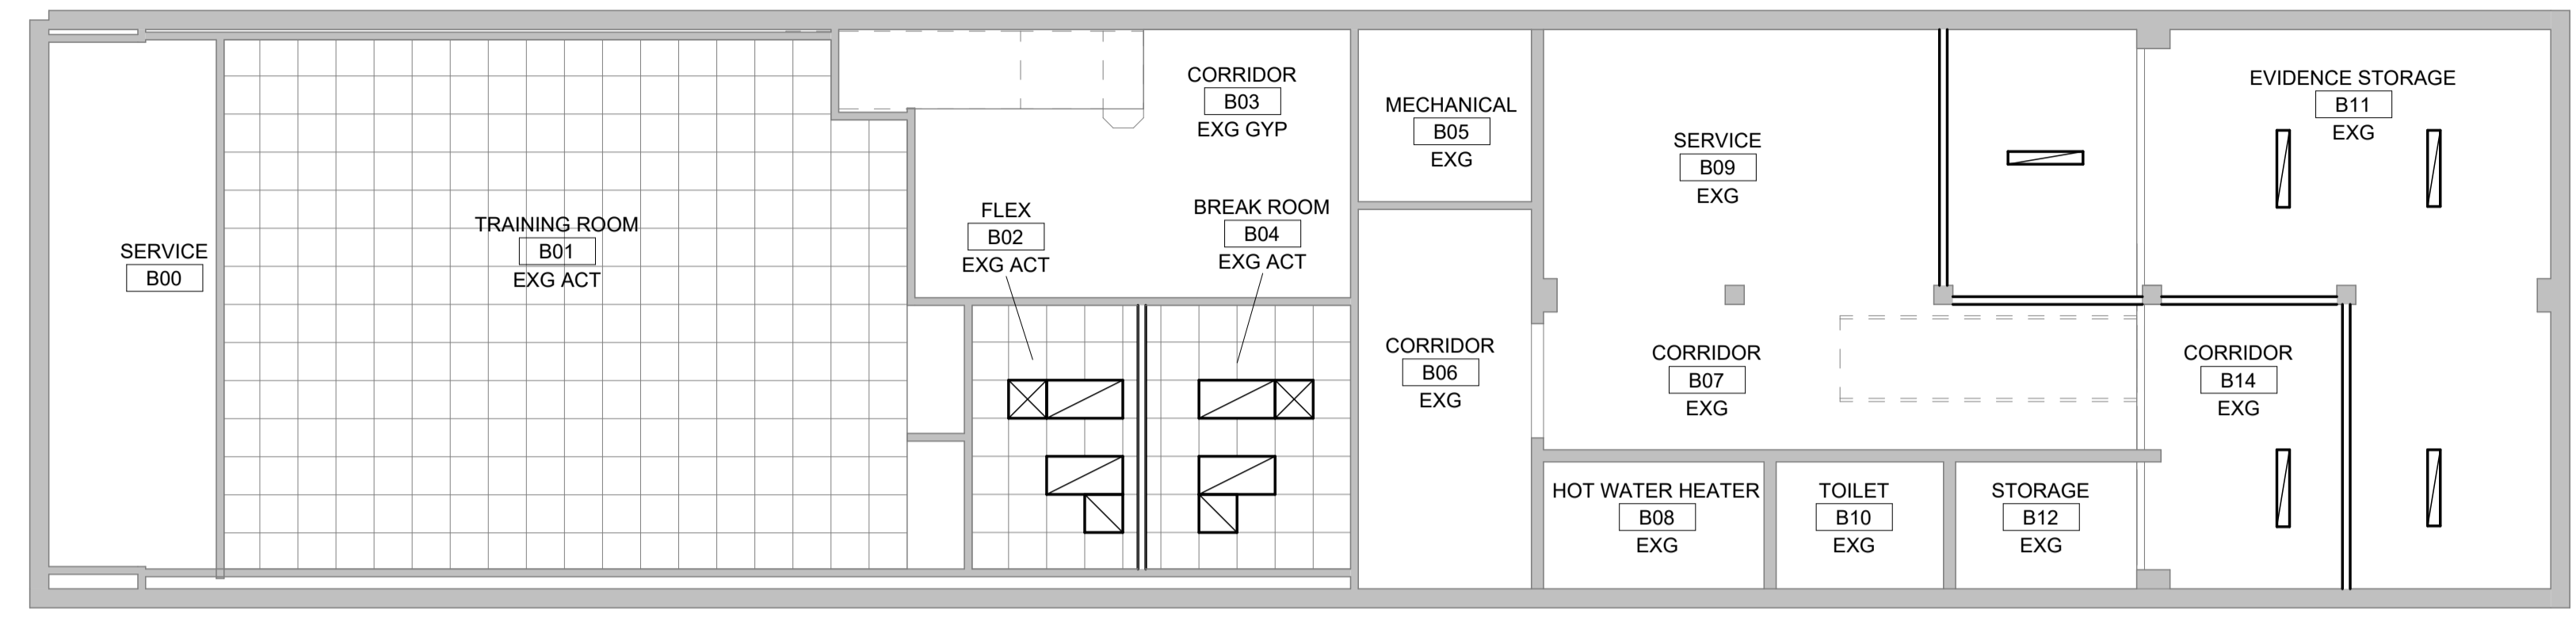 SERVICE
B00
TRAINING ROOM
B01
EXG ACT
FLEX
B02
EXG ACT
CORRIDOR
B03
EXG GYP
BREAK ROOM
B04
EXG ACT
MECHANICAL
B05
EXG
CORRIDOR
B06
EXG
SERVICE
B09
EXG
CORRIDOR
B07
EXG
HOT WATER HEATER
B08
EXG
TOILET
B10
EXG
STORAGE
B12
EXG
EVIDENCE STORAGE
B11
EXG
CORRIDOR
B14
EXG